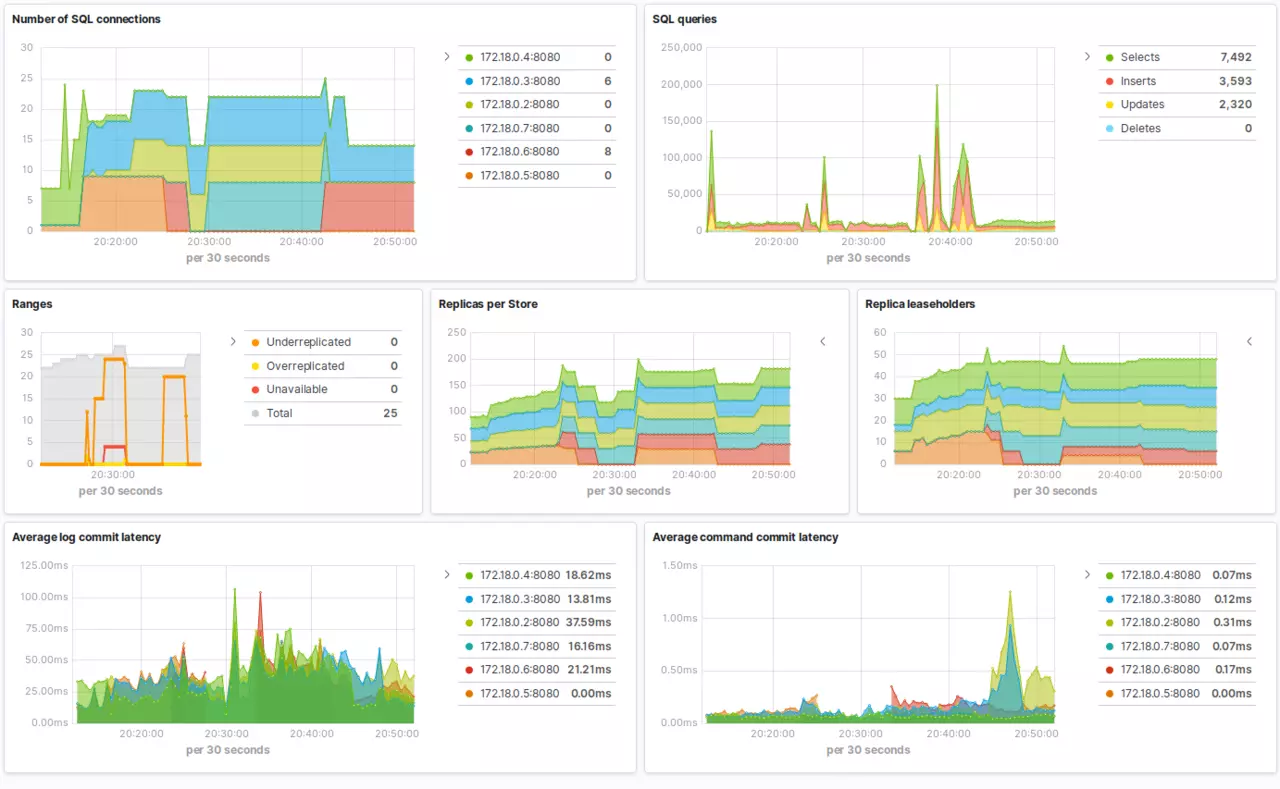 Number of SQL connections
30
25
20
15
10
5
0
20:20:00 20:30:00 20:40:00 20:50:00
per 30 seconds
172.18.0.4:8080 0
172.18.0.3:8080 6
172.18.0.2:8080 0
172.18.0.7:8080 0
172.18.0.6:8080 8
172.18.0.5:8080 0
SQL queries
250,000
200,000
150,000
100,000
50,000
0
20:20:00 20:30:00 20:40:00 20:50:00
per 30 seconds
Selects 7,492
Inserts 3,593
Updates 2,320
Deletes 0
Ranges
30
25
20
15
10
5
0
20:30:00
per 30 seconds
Underreplicated 0
Overreplicated 0
Unavailable 0
Total 25
Replicas per Store
250
200
150
100
50
0
20:20:00 20:30:00 20:40:00 20:50:00
per 30 seconds
Replica leaseholders
60
50
40
30
20
10
0
20:20:00 20:30:00 20:40:00 20:50:00
per 30 seconds
Average log commit latency
125.00ms
100.00ms
75.00ms
50.00ms
25.00ms
0.00ms
20:20:00 20:30:00 20:40:00 20:50:00
per 30 seconds
172.18.0.4:8080 18.62ms
172.18.0.3:8080 13.81ms
172.18.0.2:8080 37.59ms
172.18.0.7:8080 16.16ms
172.18.0.6:8080 21.21ms
172.18.0.5:8080 0.00ms
Average command commit latency
1.50ms
1.00ms
0.50ms
0.00ms
20:20:00 20:30:00 20:40:00 20:50:00
per 30 seconds
172.18.0.4:8080 0.07ms
172.18.0.3:8080 0.12ms
172.18.0.2:8080 0.31ms
172.18.0.7:8080 0.07ms
172.18.0.6:8080 0.17ms
172.18.0.5:8080 0.00ms